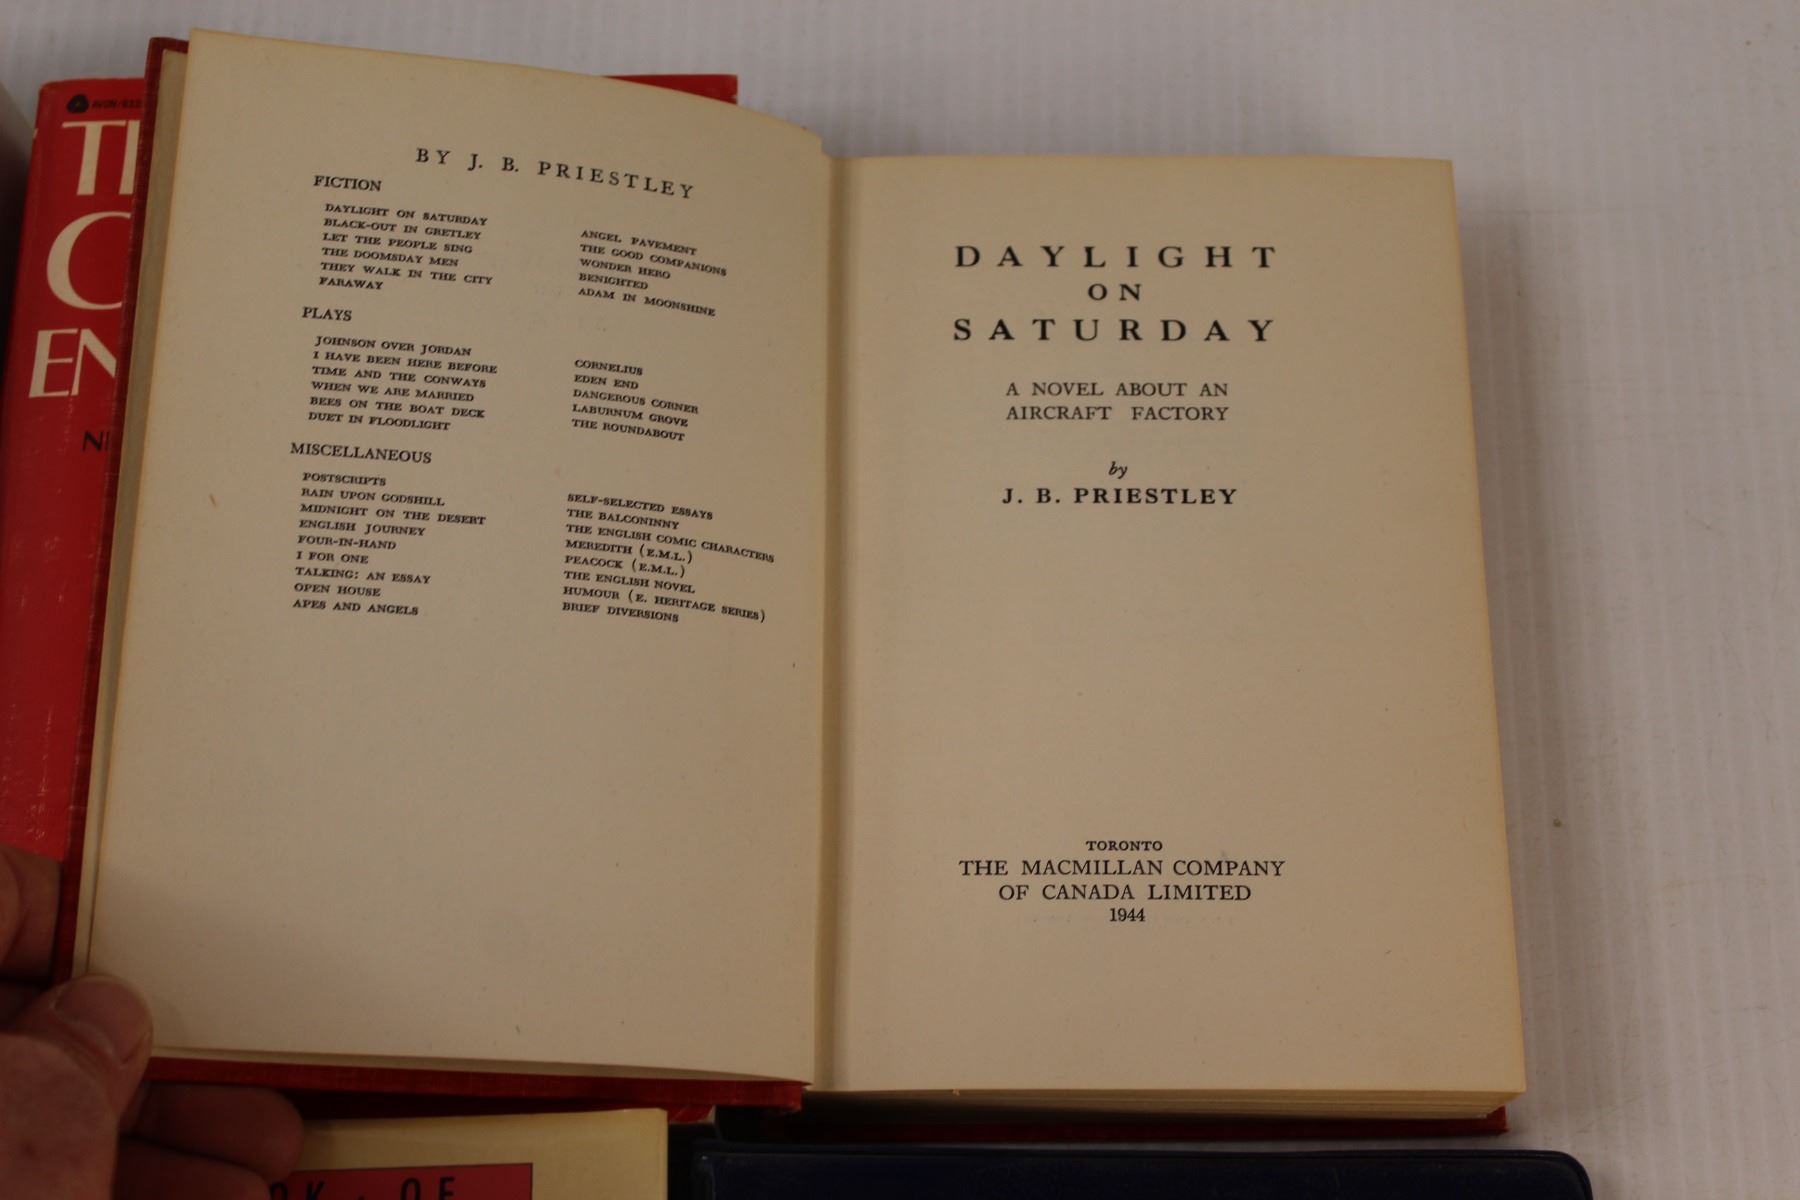 BY J. B. PRIESTLEY
FICTION
DAYLIGHT ON SATURDAY
BLACK-OUT IN GRETLEY
LET THE PEOPLE SING
THE DOOMSDAY MEN
THEY WALK IN THE CITY
FARAWAY
ANGEL PAVEMENT
THE GOOD COMPANIONS
WONDER HERO
BENIGHTED
ADAM IN MOONSHINE
PLAYS
JOHNSON OVER JORDAN
I HAVE BEEN HERE BEFORE
TIME AND THE CONWAYS
WHEN WE ARE MARRIED
BEES ON THE BOAT DECK
DUET IN FLOODLIGHT
CORNELIUS
EDEN END
DANGEROUS CORNER
LABURNUM GROVE
THE ROUNDABOUT
MISCELLANEOUS
POSTSCRIPTS
RAIN UPON GODSHILL
MIDNIGHT ON THE DESERT
ENGLISH JOURNEY
FOUR-IN-HAND
I FOR ONE
TALKING: AN ESSAY
OPEN HOUSE
APES AND ANGELS
SELF-SELECTED ESSAYS
THE BALCONINNY
THE ENGLISH COMIC CHARACTERS
MEREDITH (E.M.L.)
PEACOCK (E.M.L.)
THE ENGLISH NOVEL
HUMOUR (E. HERITAGE SERIES)
BRIEF DIVERSIONS
DAYLIGHT
ON
SATURDAY
A NOVEL ABOUT AN
AIRCRAFT FACTORY
by
J. B. PRIESTLEY
TORONTO
THE MACMILLAN COMPANY
OF CANADA LIMITED
1944
AVON
EN
OF